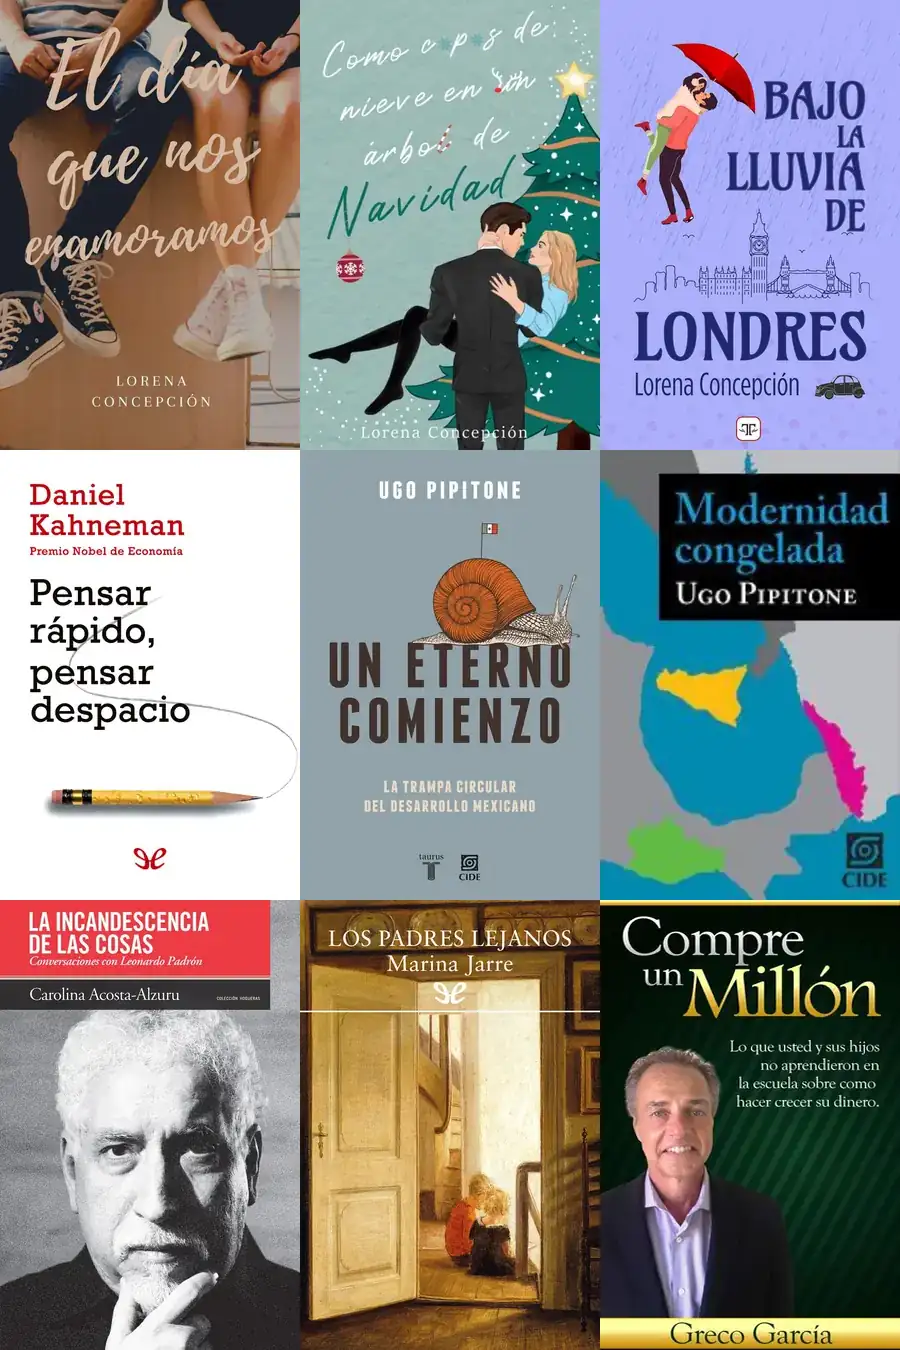 El día
que nos
enamoramos
LORENA
CONCEPCIÓN
Como copos de
nieve en un
árbol de
Navidad
Lorena Concepción
BAJO
LA
LLUVIA
DE
LONDRES
Lorena Concepción
Daniel
Kahneman
Premio Nobel de Economía
Pensar
rápido,
pensar
despacio
UGO PIPITONE
UN ETERNO
COMIENZO
LA TRAMPA CIRCULAR
DEL DESARROLLO MEXICANO
taurus
T
CIDE
Modernidad
congelada
UGO PIPITONE
CIDE
LA INCANDESCENCIA
DE LAS COSAS
Conversaciones con Leonardo Padrón
Carolina Acosta-Alzuru
COLECCIÓN HOGUERAS
LOS PADRES LEJANOS
Marina Jarre
Compre
un Millón
Lo que usted y sus hijos
no aprendieron en
la escuela sobre como
hacer crecer su dinero.
Greco García